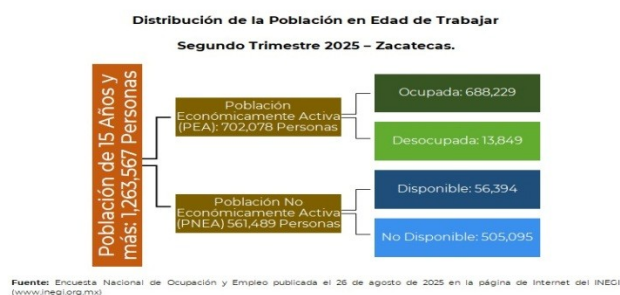 Distribución de la Población en Edad de Trabajar
Segundo Trimestre 2025 – Zacatecas.
Población de 15 Años y
más: 1,263,567 Personas
Población
Económicamente Activa
(PEA): 702,078 Personas
Ocupada: 688,229
Desocupada: 13,849
Población No
Económicamente Activa
(PNEA) 561,489 Personas
Disponible: 56,394
No Disponible: 505,095
Fuente: Encuesta Nacional de Ocupación y Empleo publicada el 26 de agosto de 2025 en la página de Internet del INEGI
(www.inegi.org.mx)